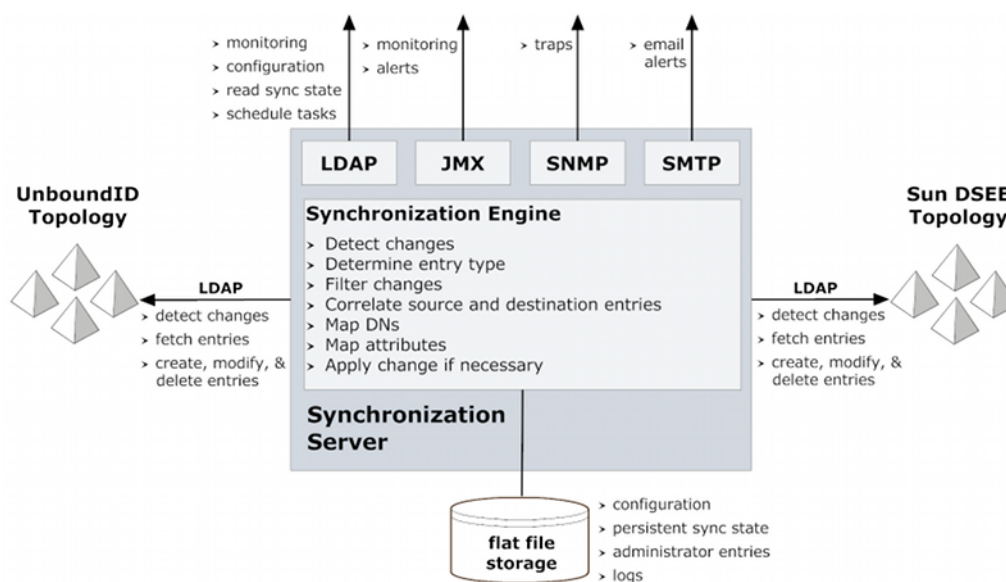 monitoring
configuration
read sync state
schedule tasks
monitoring
alerts
traps
email
alerts
LDAP
JMX
SNMP
SMTP
UnboundID
Topology
LDAP
detect changes
fetch entries
create, modify, &
delete entries
Synchronization Engine
Detect changes
Determine entry type
Filter changes
Correlate source and destination entries
Map DNs
Map attributes
Apply change if necessary
Synchronization
Server
Sun DSEE
Topology
LDAP
detect changes
fetch entries
create, modify, &
delete entries
flat file
storage
configuration
persistent sync state
administrator entries
logs